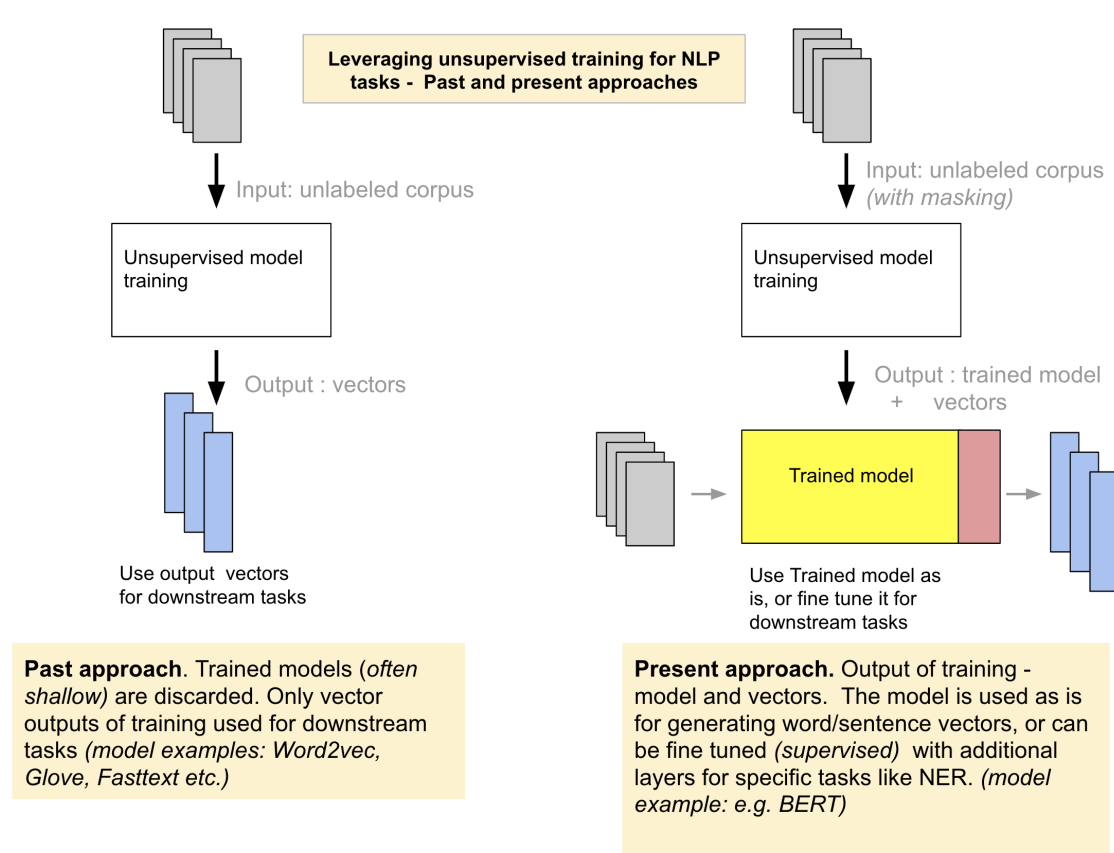 Leveraging unsupervised training for NLP
tasks - Past and present approaches
Input: unlabeled corpus
Unsupervised model
training
Output : vectors
Use output vectors
for downstream tasks
Past approach. Trained models (often
shallow) are discarded. Only vector
outputs of training used for downstream
tasks (model examples: Word2vec,
Glove, Fasttext etc.)
Input: unlabeled corpus
(with masking)
Unsupervised model
training
Output : trained model
+ vectors
Trained model
Use Trained model as
is, or fine tune it for
downstream tasks
Present approach. Output of training -
model and vectors. The model is used as is
for generating word/sentence vectors, or can
be fine tuned (supervised) with additional
layers for specific tasks like NER. (model
example: e.g. BERT)